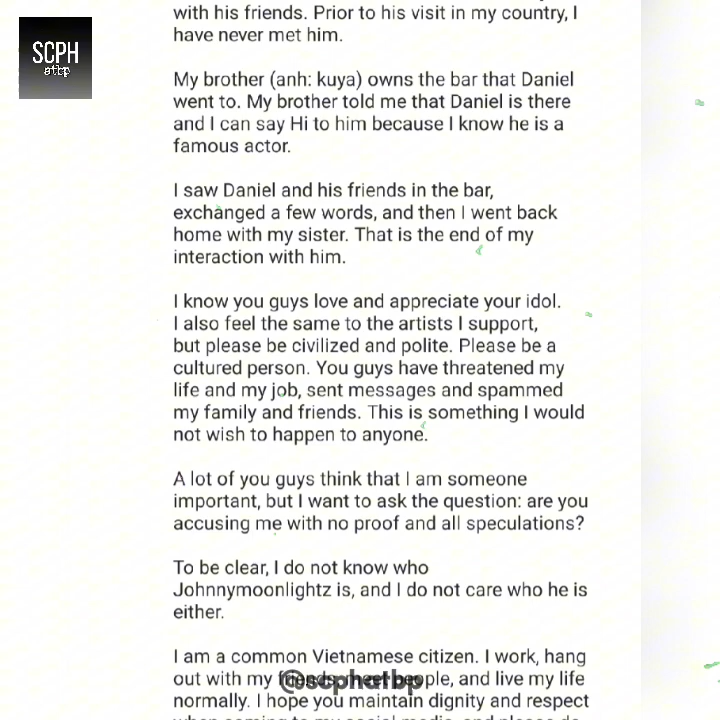 SCPH
atbp
with his friends. Prior to his visit in my country, I
have never met him.
My brother (anh: kuya) owns the bar that Daniel
went to. My brother told me that Daniel is there
and I can say Hi to him because I know he is a
famous actor.
I saw Daniel and his friends in the bar,
exchanged a few words, and then I went back
home with my sister. That is the end of my
interaction with him.
I know you guys love and appreciate your idol.
I also feel the same to the artists I support,
but please be civilized and polite. Please be a
cultured person. You guys have threatened my
life and my job, sent messages and spammed
my family and friends. This is something I would
not wish to happen to anyone.
A lot of you guys think that I am someone
important, but I want to ask the question: are you
accusing me with no proof and all speculations?
To be clear, I do not know who
Johnnymoonlightz is, and I do not care who he is
either.
I am a common Vietnamese citizen. I work, hang
out with my friends, meet people, and live my life
@scphatbp
normally. I hope you maintain dignity and respect